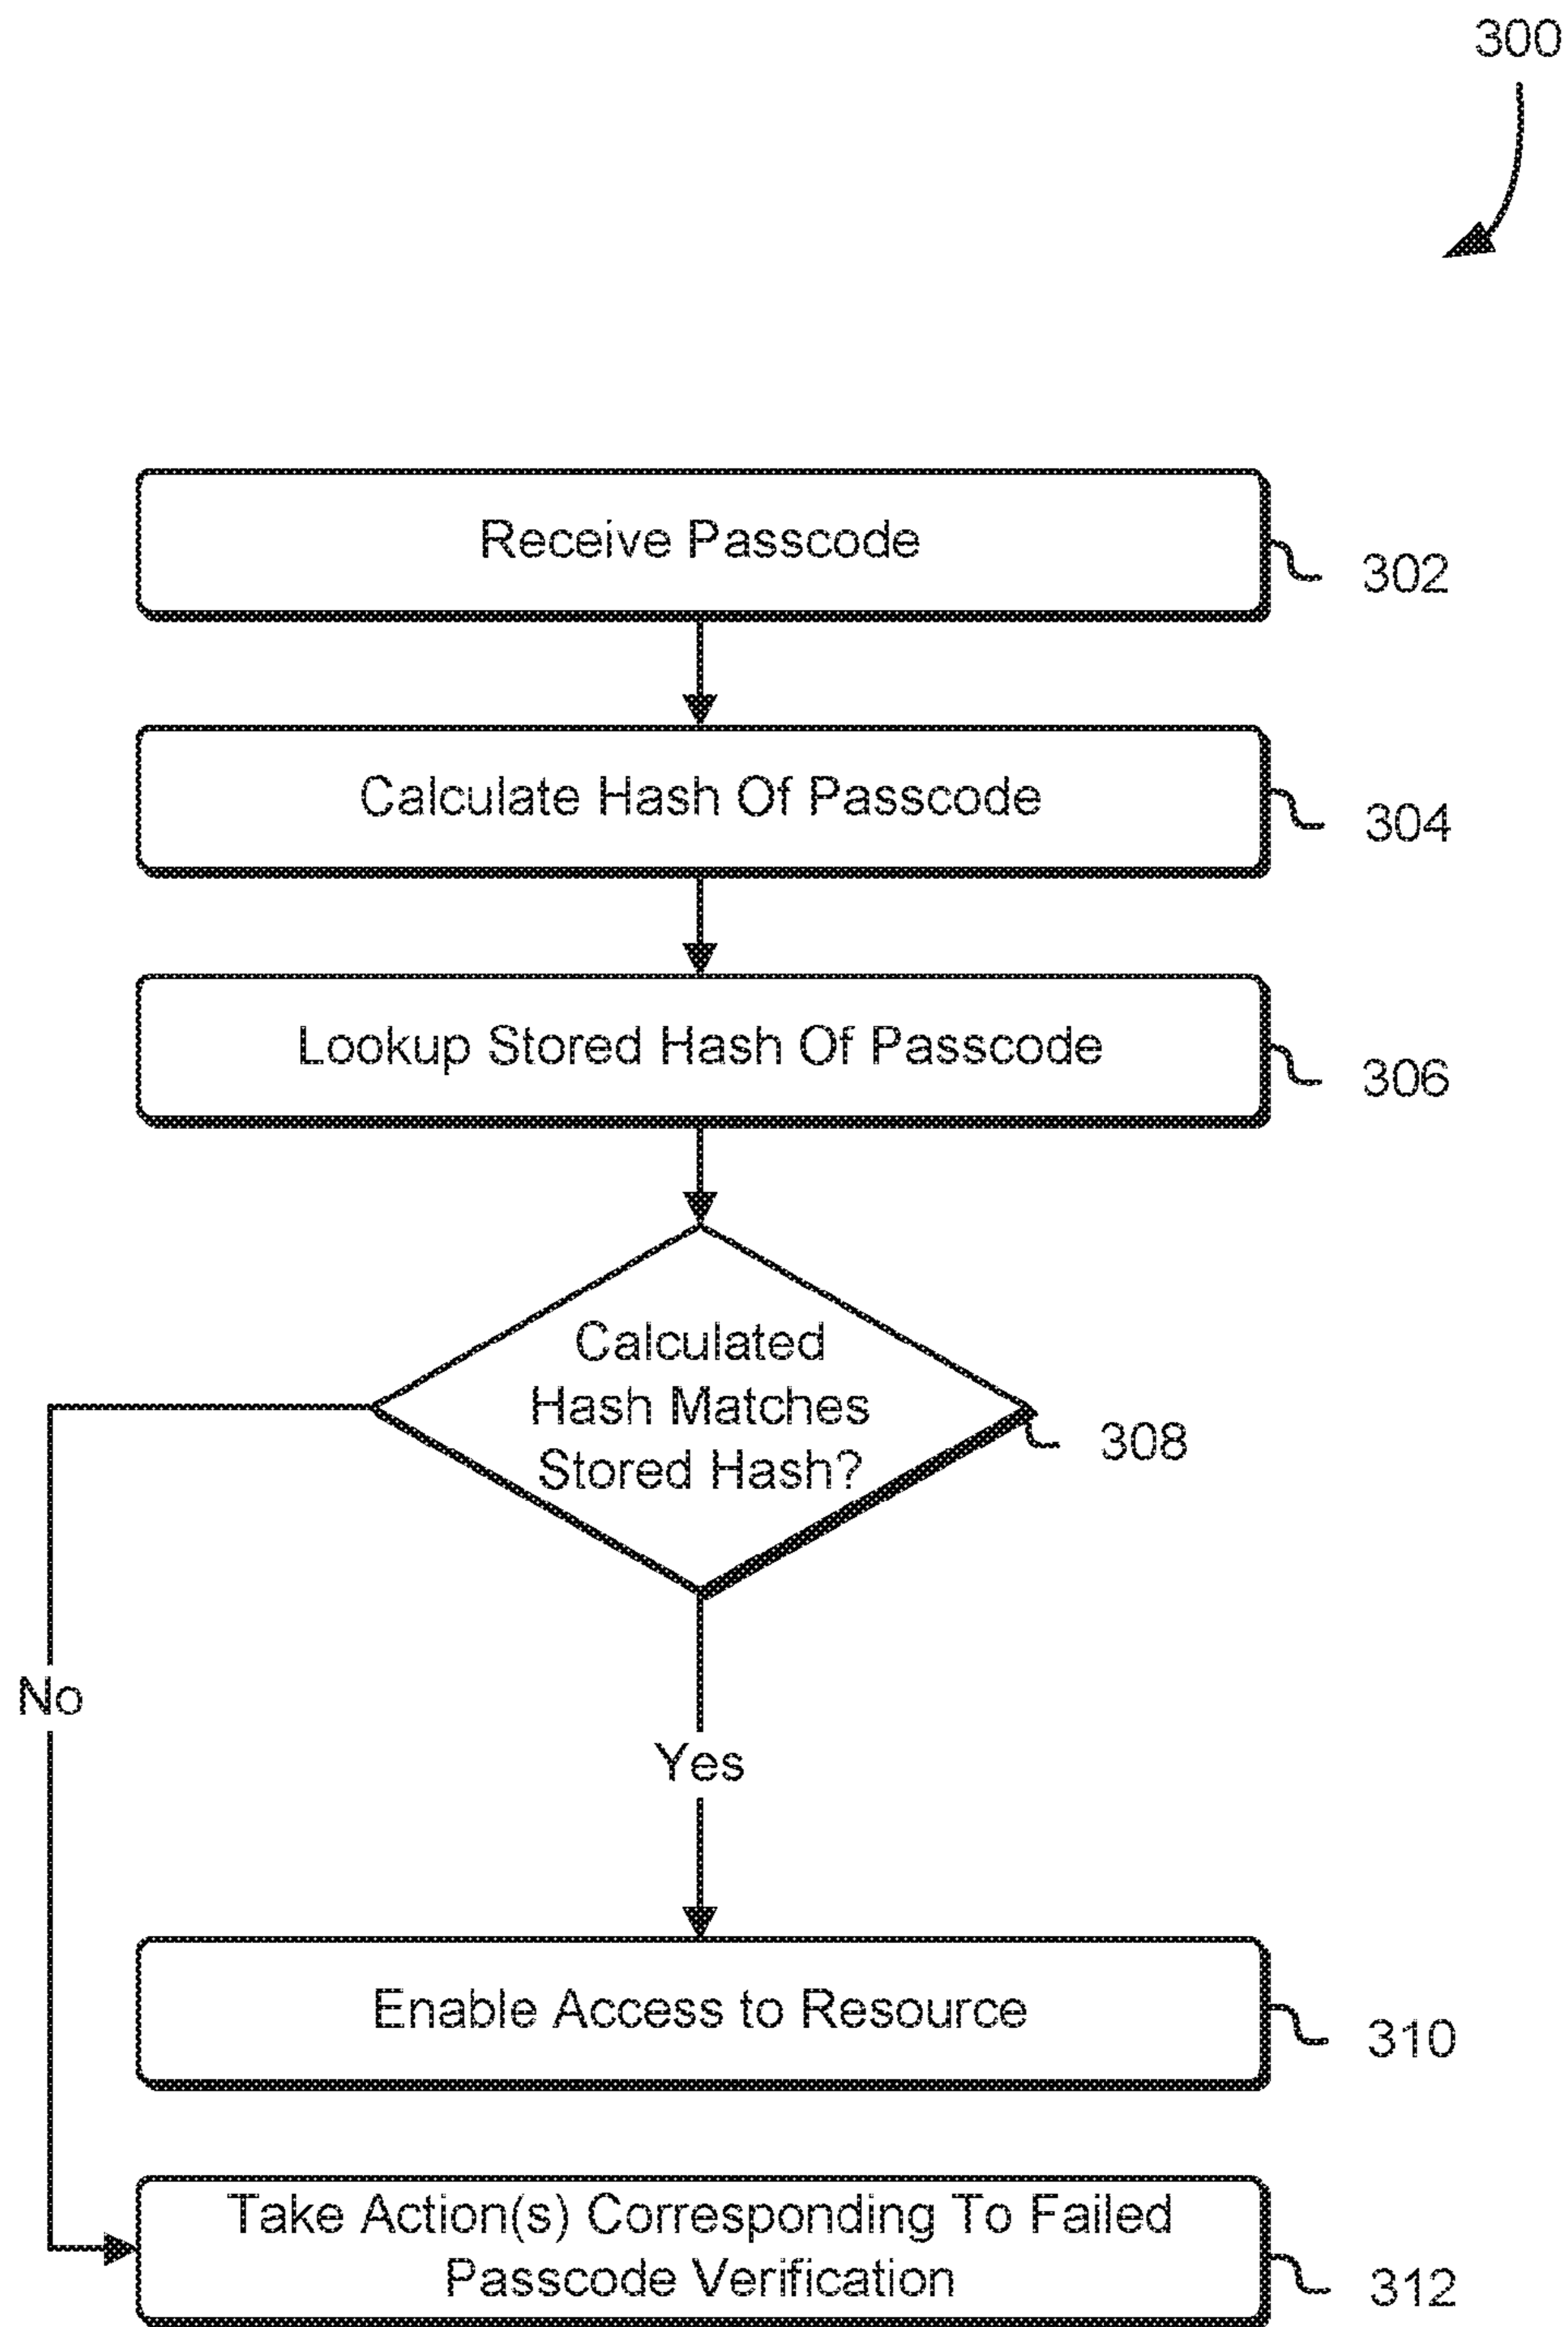 300
Receive Passcode
302
Calculate Hash Of Passcode
304
Lookup Stored Hash Of Passcode
306
Calculated
Hash Matches
Stored Hash?
308
No
Yes
Enable Access to Resource
310
Take Action(s) Corresponding To Failed
Passcode Verification
312